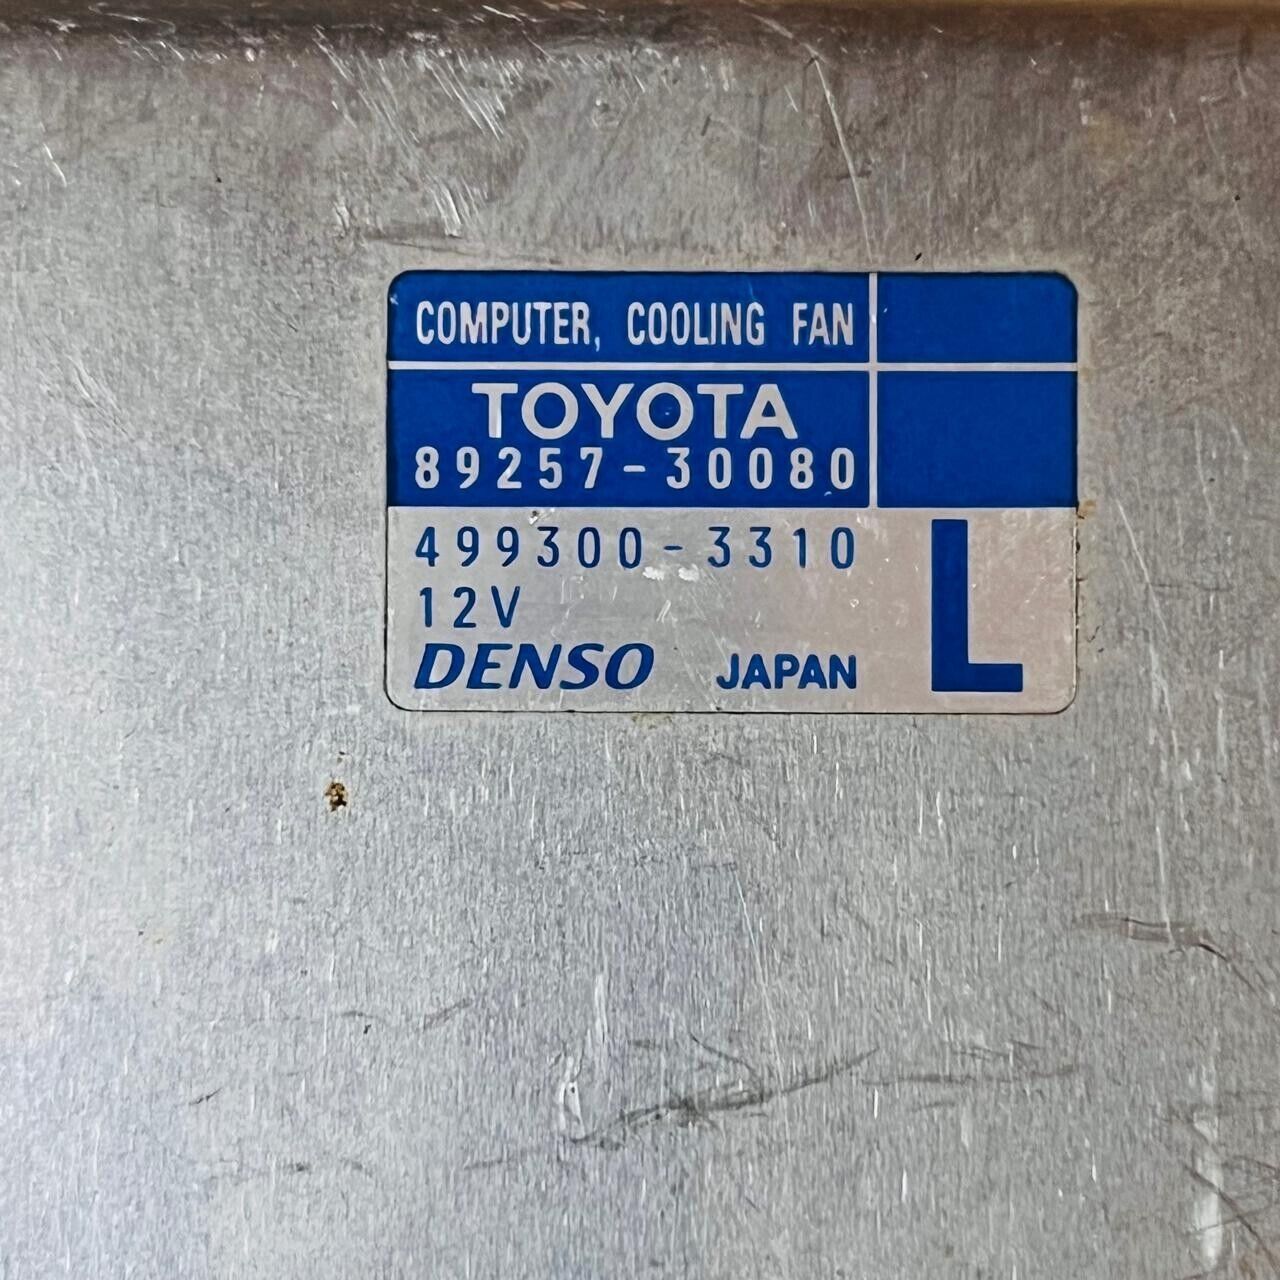 COMPUTER, COOLING FAN
TOYOTA
89257-30080
499300-3310
12V
DENSO JAPAN
L